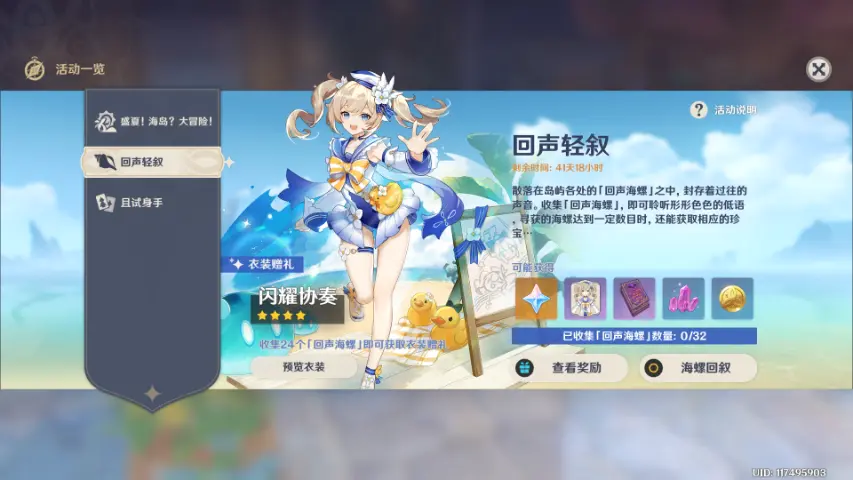 活动一览
盛夏！海岛？大冒险！
回声轻叙
且试身手
活动说明
回声轻叙
剩余时间: 41天18小时
散落在岛屿各处的「回声海螺」之中，封存着过往的
声音。收集「回声海螺」，即可聆听形形色色的低语
，寻获的海螺达到一定数目时，还能获取相应的珍
宝…
可能获得
已收集「回声海螺」数量: 0/32
查看奖励
海螺回叙
衣装赠礼
闪耀协奏
收集24个「回声海螺」即可获取衣装赠礼
预览衣装
UID: 117495903